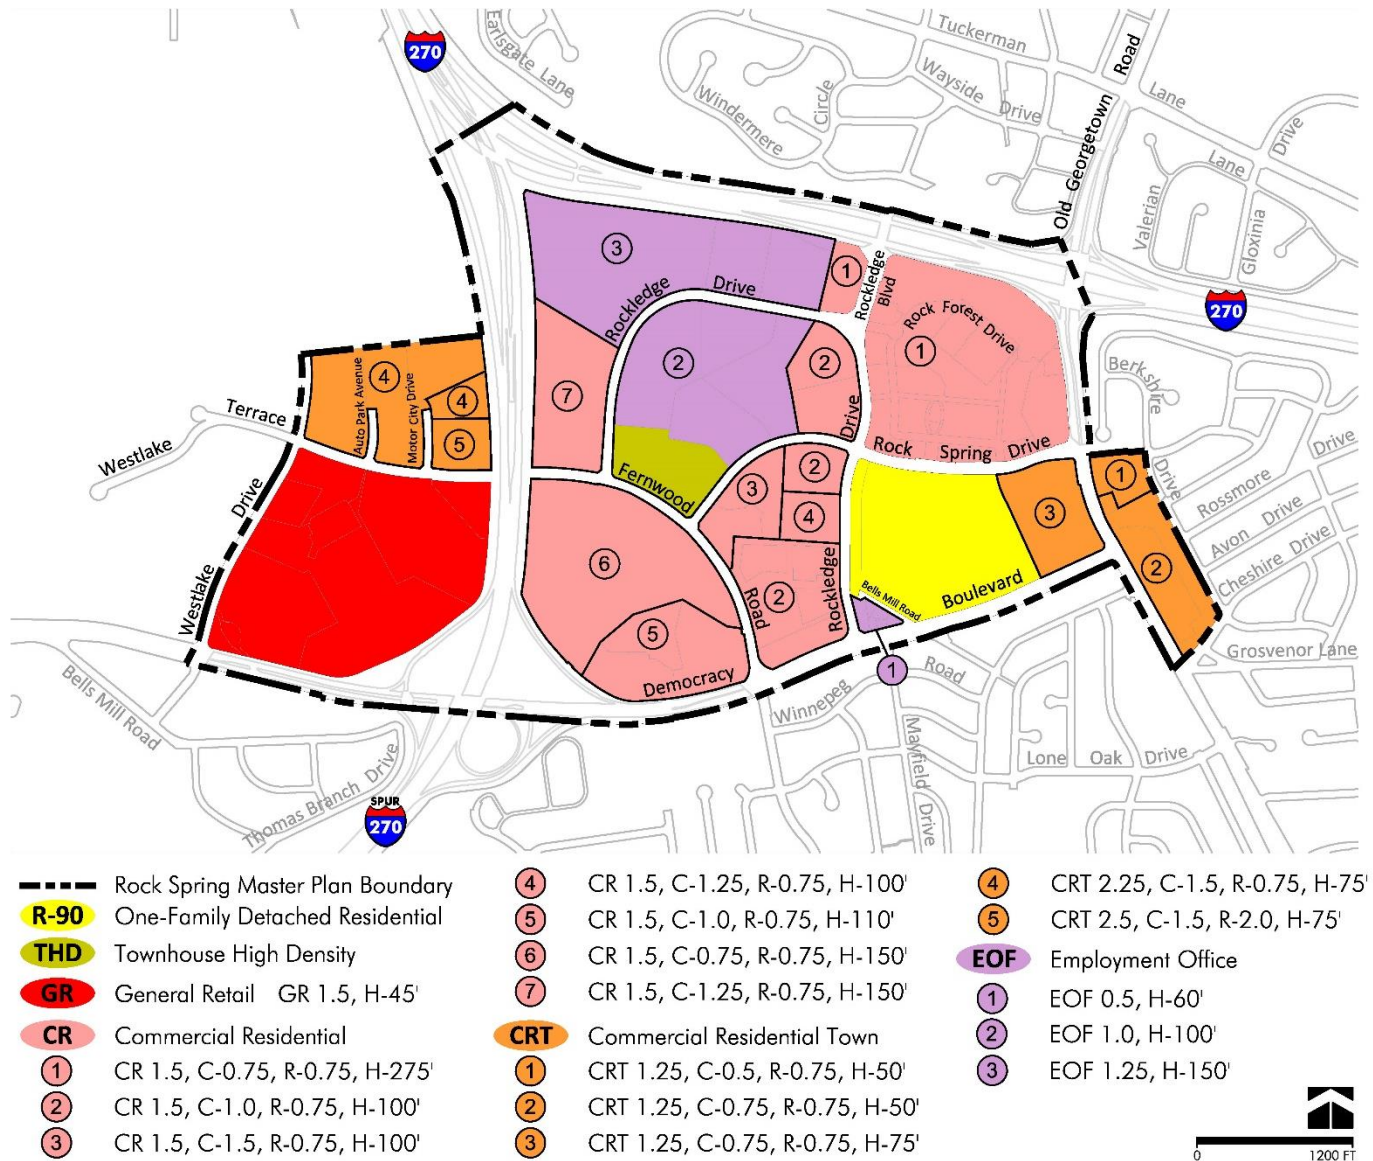 270
Earlsgate Lane
Tuckerman
Lane
Wayside Drive
Windermere
Circle
Old Georgetown Road
Lane
Drive
Valerian
Gloxinia
270
3
Rockledge Drive
1
Rockledge Blvd
Rock Forest Drive
1
2
2
7
Drive
4
4
5
Auto Park Avenue
Motor City Drive
Terrace
Westlake
Westlake Drive
Berkshire
Drive
Rossmore Drive
Avon Drive
Cheshire Drive
Grosvenor Lane
Rock Spring Drive
Fernwood
Road
3
2
4
2
6
5
3
1
2
Rockledge
Bells Mill Road
Democracy
Boulevard
1
Winnepeg Road
Mayfield Drive
Lone Oak Drive
Bells Mill Road
Thomas Branch Drive
SPUR
270
Rock Spring Master Plan Boundary
R-90 One-Family Detached Residential
THD Townhouse High Density
GR General Retail GR 1.5, H-45'
CR Commercial Residential
1 CR 1.5, C-0.75, R-0.75, H-275'
2 CR 1.5, C-1.0, R-0.75, H-100'
3 CR 1.5, C-1.5, R-0.75, H-100'
4 CR 1.5, C-1.25, R-0.75, H-100'
5 CR 1.5, C-1.0, R-0.75, H-110'
6 CR 1.5, C-0.75, R-0.75, H-150'
7 CR 1.5, C-1.25, R-0.75, H-150'
CRT Commercial Residential Town
1 CRT 1.25, C-0.5, R-0.75, H-50'
2 CRT 1.25, C-0.75, R-0.75, H-50'
3 CRT 1.25, C-0.75, R-0.75, H-75'
4 CRT 2.25, C-1.5, R-0.75, H-75'
5 CRT 2.5, C-1.5, R-2.0, H-75'
EOF Employment Office
1 EOF 0.5, H-60'
2 EOF 1.0, H-100'
3 EOF 1.25, H-150'
0 1200 FT